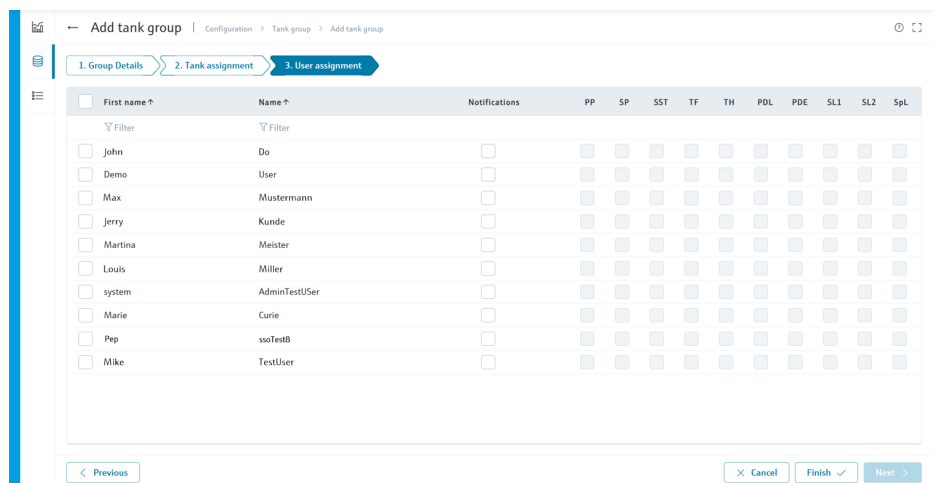 ← Add tank group | Configuration > Tank group > Add tank group
1. Group Details 2. Tank assignment 3. User assignment
First name ↑ Name ↑ Notifications PP SP SST TF TH PDL PDE SL1 SL2 SpL
Filter Filter
John Do
Demo User
Max Mustermann
Jerry Kunde
Martina Meister
Louis Miller
system AdminTestUSer
Marie Curie
Pep ssoTest8
Mike TestUser
< Previous × Cancel Finish ✓ Next >